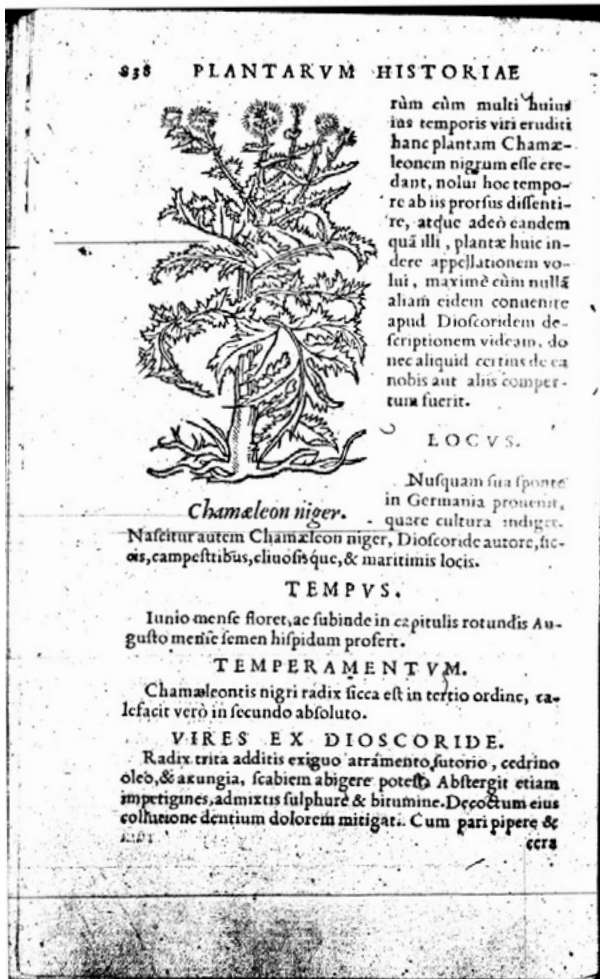 838 PLANTARVM HISTORIAE
rùm cùm multi huius
ius temporis viri eruditi
hanc plantam Chamæ-
leonem nigrum esse cre-
dant, nolui hoc tempo-
re ab iis prorsus dissenti-
re, atque adeò eandem
quā illi, plantæ huic in-
dere appellationem vo-
lui, maximè cùm nullā
aliam eidem conuenire
apud Dioscoridem de-
scriptionem videam, do
nec aliquid certius de ea
nobis aut aliis comper-
tum fuerit.
LOCVS.
Nusquam sua sponte
in Germania prouenit,
quare cultura indiget.
Chamæleon niger.
Nascitur autem Chamæleon niger, Dioscoride autore, sic-
cis, campestribus, cliuosisque, & maritimis locis.
TEMPVS.
Iunio mense floret, ac subinde in capitulis rotundis Au-
gusto mense semen hispidum profert.
TEMPERAMENTVM.
Chamæleontis nigri radix sicca est in tertio ordine, ca-
lefacit verò in secundo absoluto.
VIRES EX DIOSCORIDE.
Radix trita additis exiguo atramento sutorio, cedrino
oleo, & axungia, scabiem abigere potest. Abstergit etiam
impetigines, admixtis sulphure & bitumine. Decoctum eius
collutione dentium dolorem mitigat. Cum pari pipere &
cera